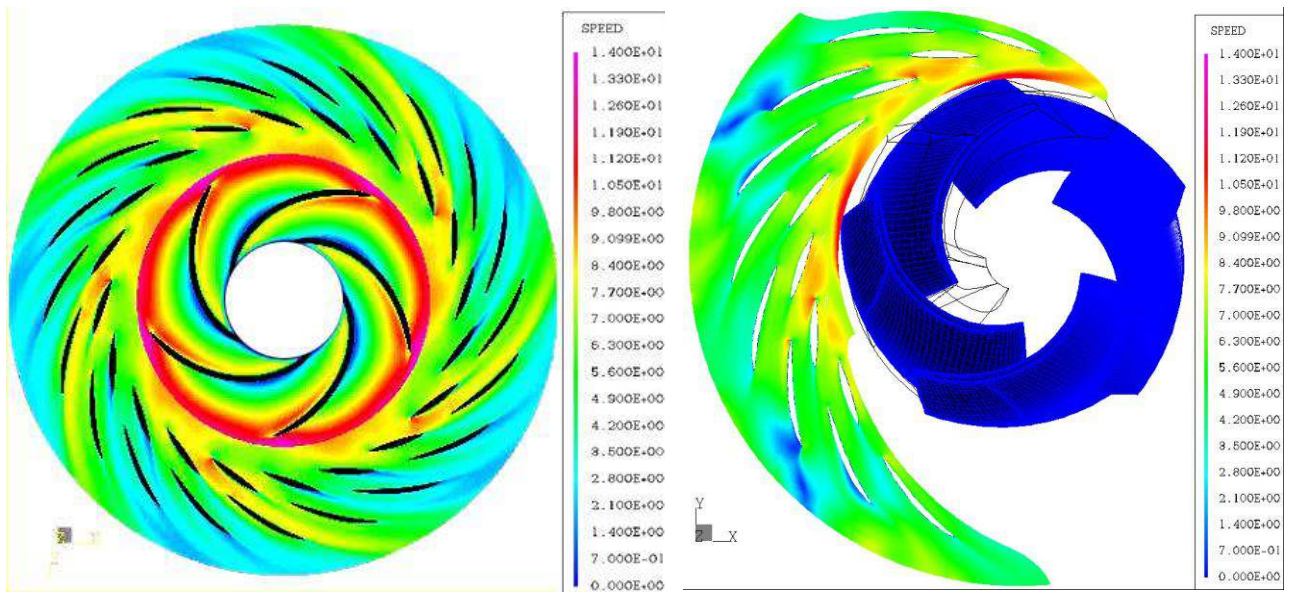 SPEED
1.400E+01
1.330E+01
1.260E+01
1.190E+01
1.120E+01
1.050E+01
9.800E+00
9.099E+00
8.400E+00
7.700E+00
7.000E+00
6.300E+00
5.600E+00
4.900E+00
4.200E+00
3.500E+00
2.800E+00
2.100E+00
1.400E+00
7.000E-01
0.000E+00
SPEED
1.400E+01
1.330E+01
1.260E+01
1.190E+01
1.120E+01
1.050E+01
9.800E+00
9.099E+00
8.400E+00
7.700E+00
7.000E+00
6.300E+00
5.600E+00
4.900E+00
4.200E+00
3.500E+00
2.800E+00
2.100E+00
1.400E+00
7.000E-01
0.000E+00
Y
Z X